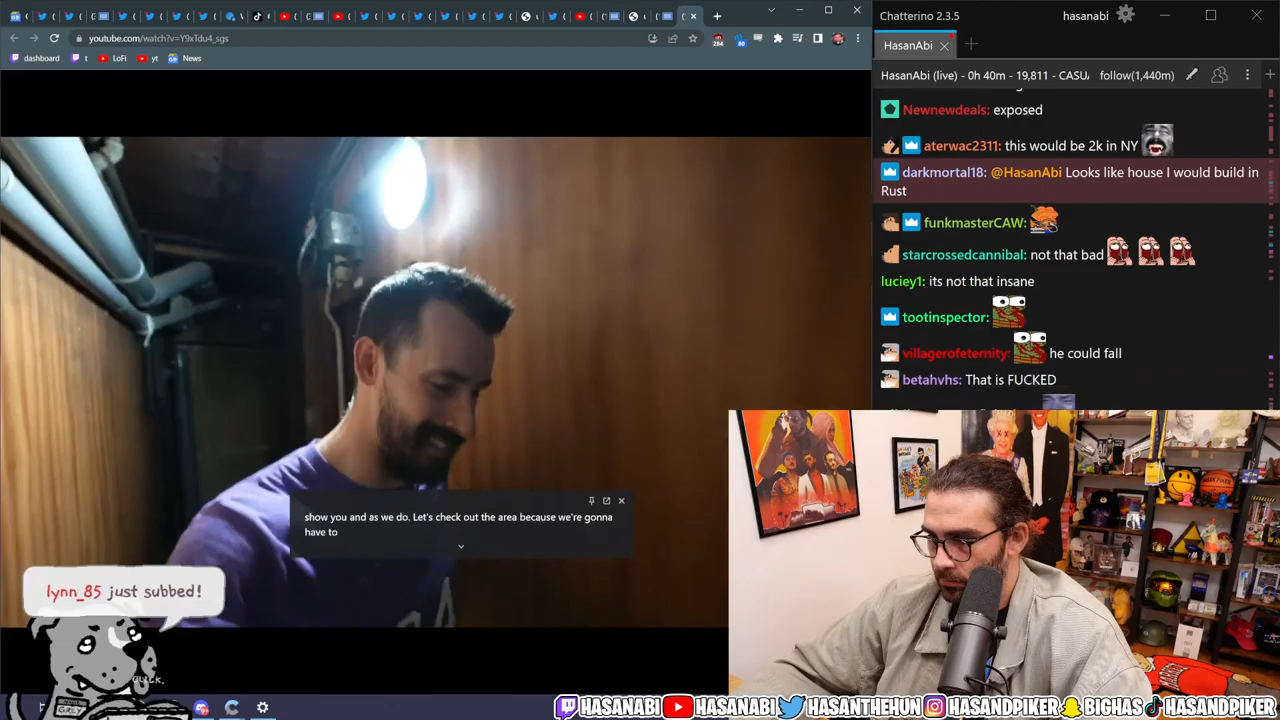 Chatterino 2.3.5
hasanabi
youtube.com/watch?v=Y9xTdu4_sgs
284
80
HasanAbi
dashboard
t
LoFi
yt
News
HasanAbi (live) - 0h 40m - 19,811 - CASU
follow(1,440m)
Newnewdeals: exposed
aterwac2311: this would be 2k in NY
darkmortal18: @HasanAbi Looks like house I would build in
Rust
funkmasterCAW:
starcrossedcannibal: not that bad
luciey1: its not that insane
tootinspector:
villagerofeternity: he could fall
betahvhs: That is FUCKED
show you and as we do. Let's check out the area because we're gonna
have to
lynn_85 just subbed!
HASANABI
HASANABI
HASANTHEHUN
HASANDPIKER
BIGHAS
HASANDPIKER